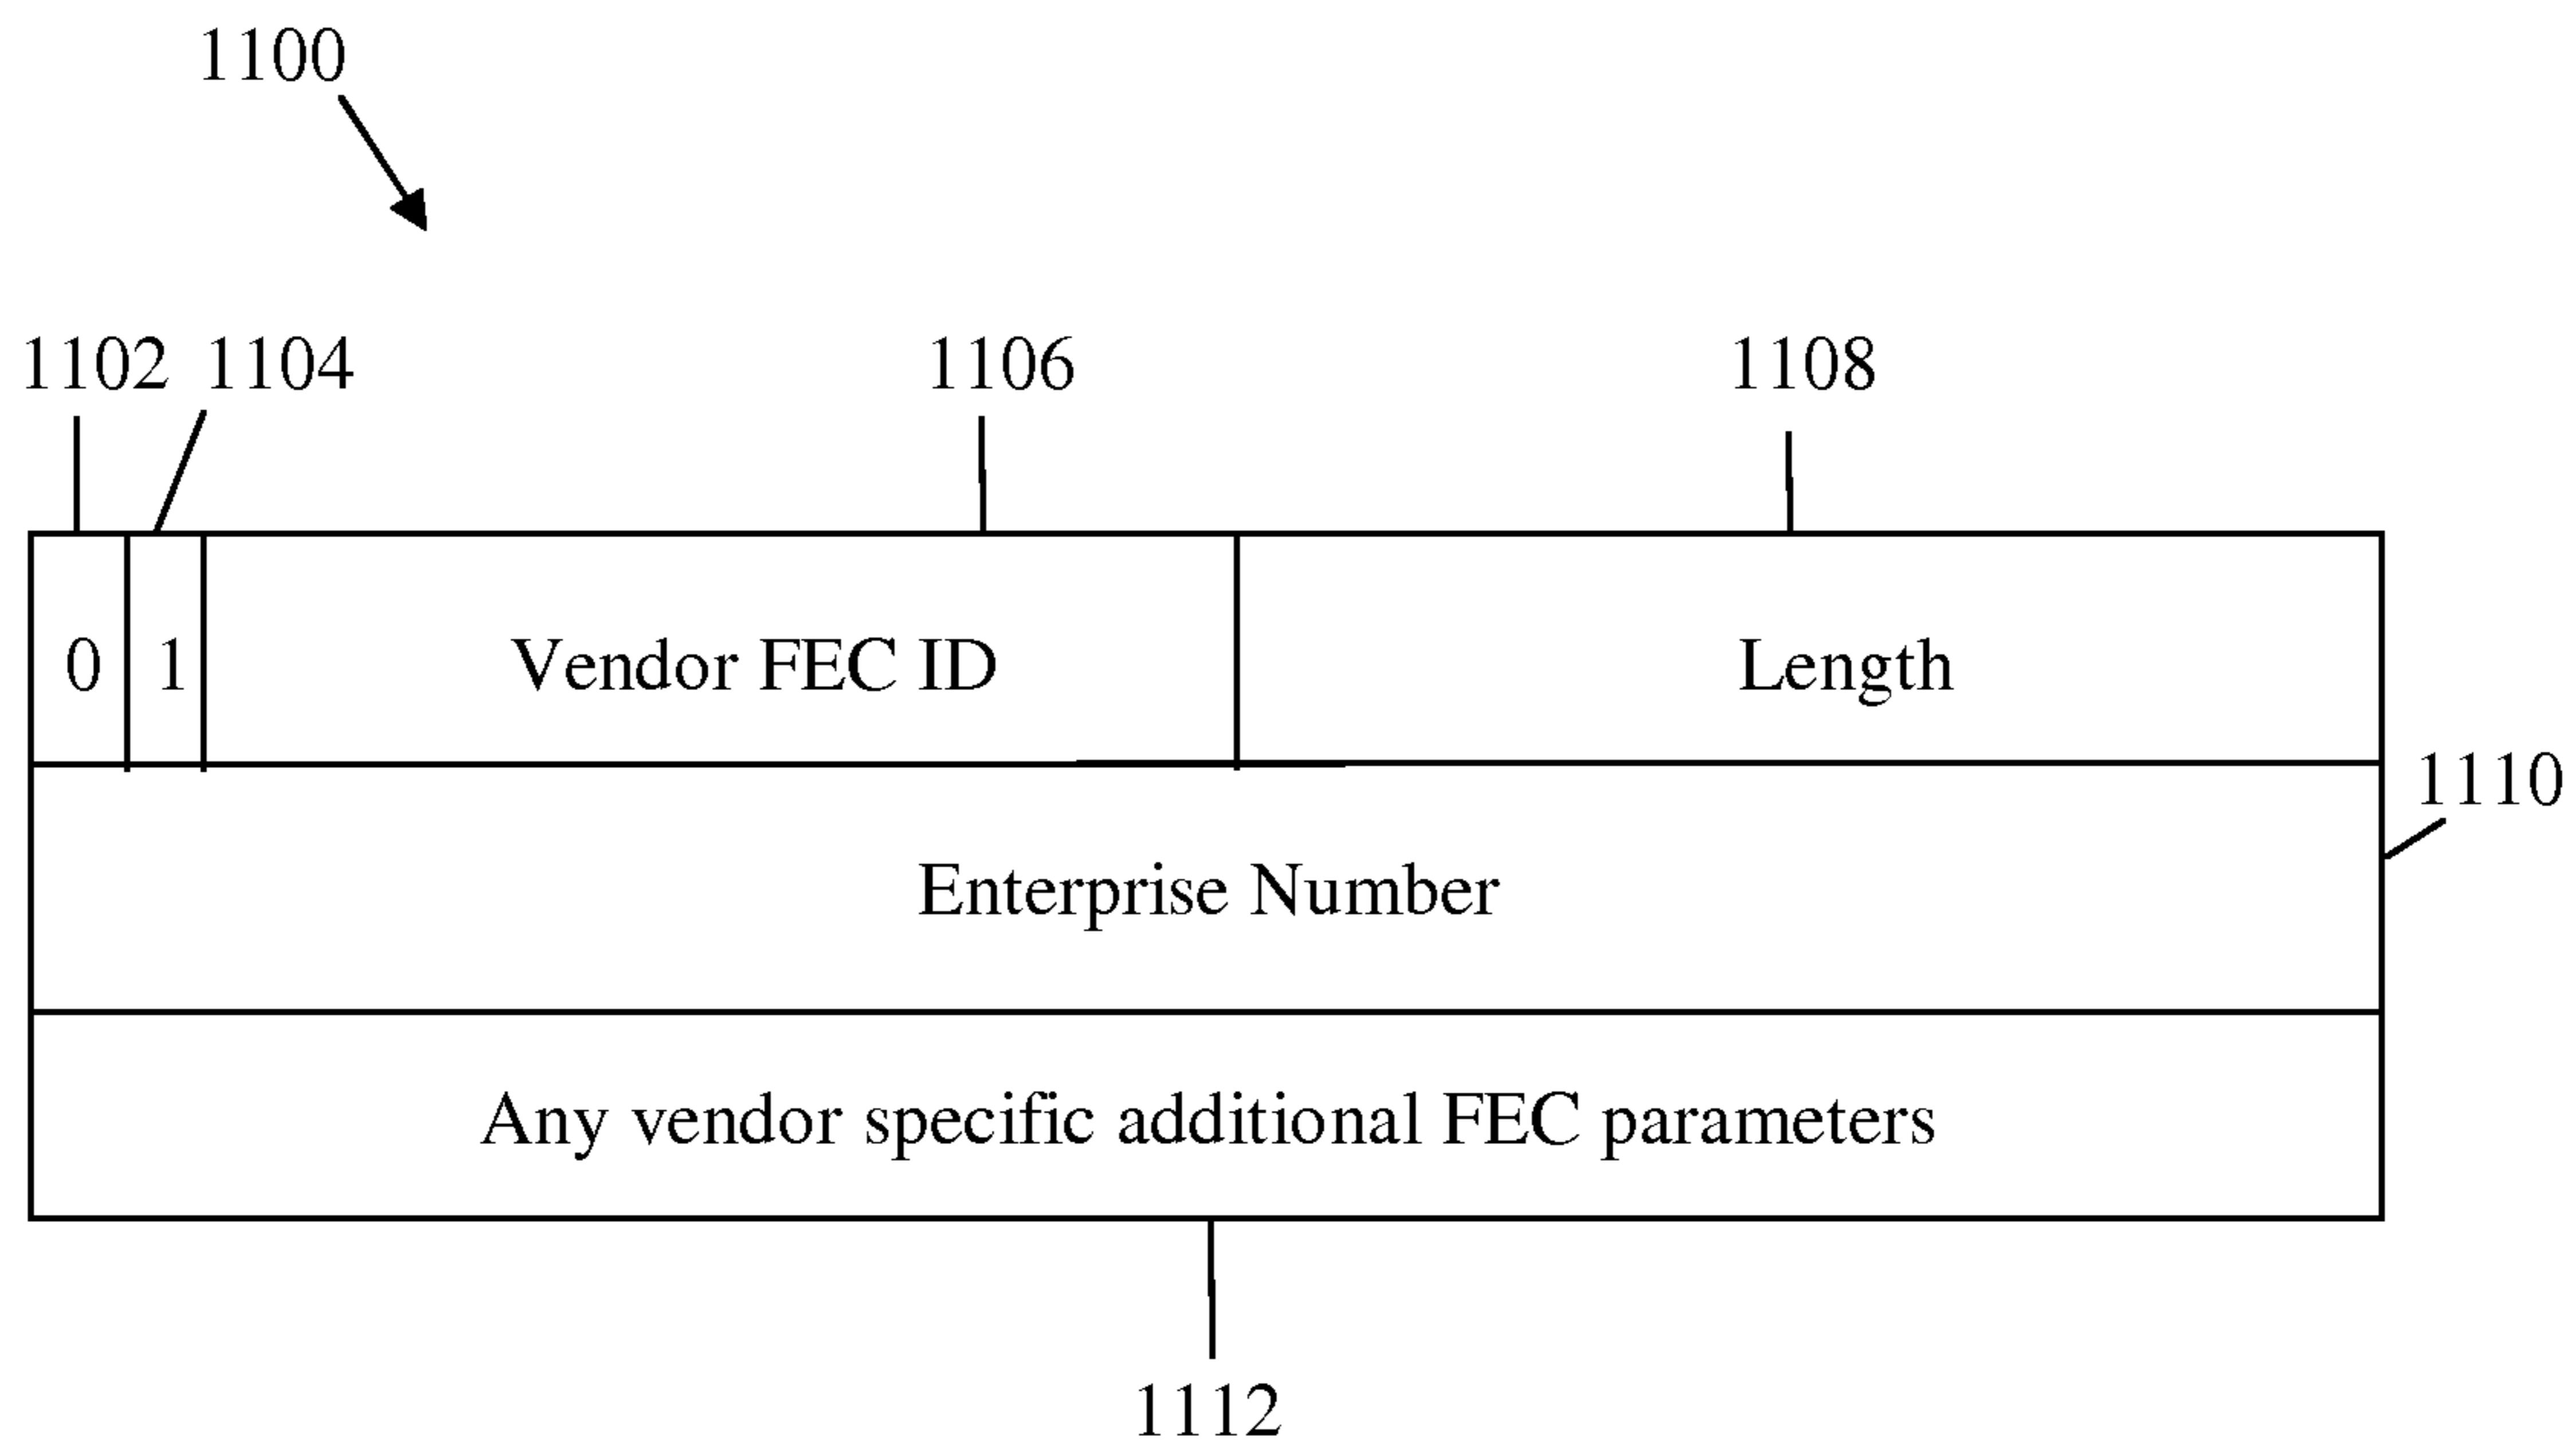 1100
1102 1104 1106 1108
0 1 Vendor FEC ID Length
1110
Enterprise Number
Any vendor specific additional FEC parameters
1112